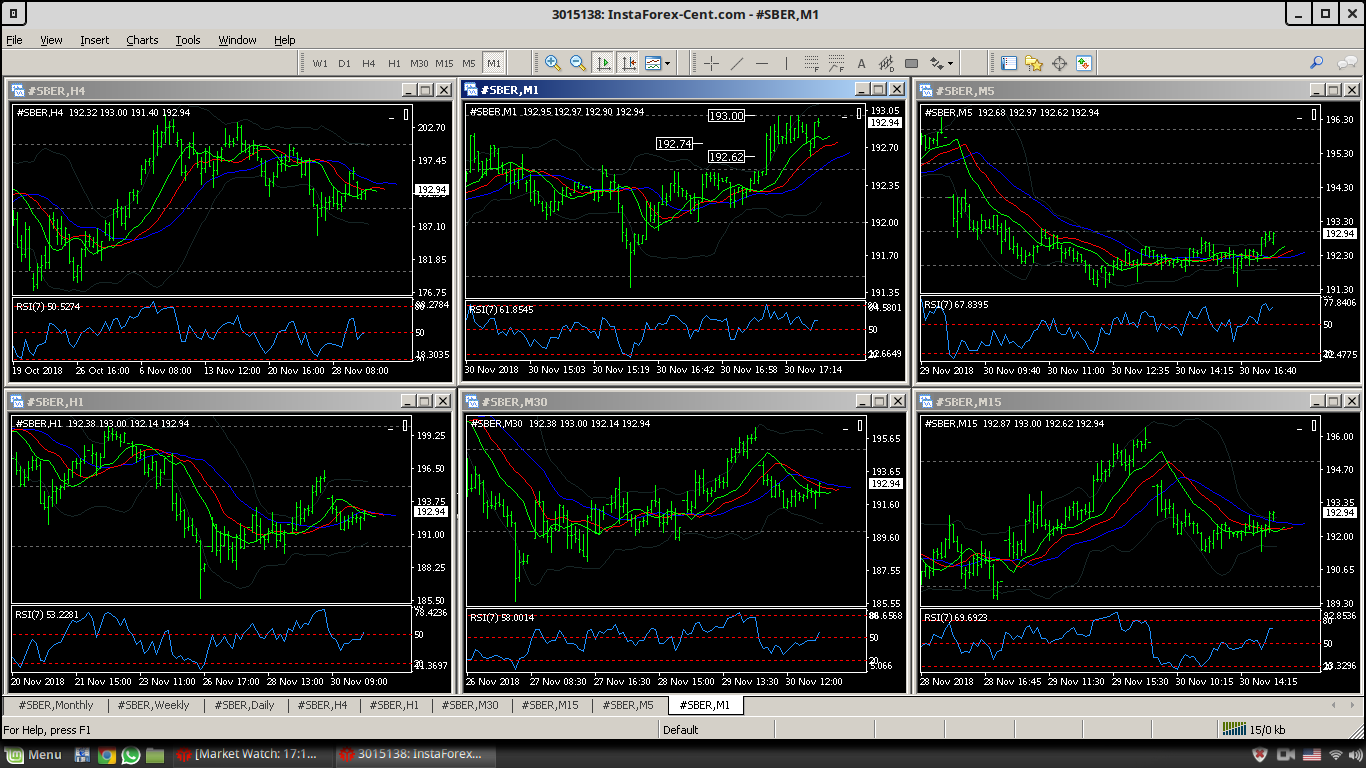 3015138: InstaForex-Cent.com - #SBER,M1
File View Insert Charts Tools Window Help
W1 D1 H4 H1 M30 M15 M5 M1
#SBER,H4
#SBER,H4 192.32 193.00 191.40 192.94
202.70
197.45
192.94
187.10
181.85
176.75
RSI(7) 50.5274
50
18.3035
19 Oct 2018 26 Oct 16:00 6 Nov 08:00 13 Nov 12:00 20 Nov 16:00 28 Nov 08:00
#SBER,M1
#SBER,M1 192.95 192.97 192.90 192.94
193.00
192.74
192.62
193.05
192.94
192.70
192.35
192.00
191.70
191.35
RSI(7) 61.8545
50
30 Nov 2018 30 Nov 15:03 30 Nov 15:19 30 Nov 16:42 30 Nov 16:58 30 Nov 17:14
#SBER,M5
#SBER,M5 192.68 192.97 192.62 192.94
196.30
195.30
194.30
193.30
192.94
192.30
191.30
RSI(7) 67.8395
77.8406
50
29 Nov 2018 30 Nov 09:40 30 Nov 11:00 30 Nov 12:35 30 Nov 14:15 30 Nov 16:40
#SBER,H1
#SBER,H1 192.38 193.00 192.14 192.94
199.25
196.50
193.75
192.94
191.00
188.25
185.50
RSI(7) 53.2281
78.4236
50
20 Nov 2018 21 Nov 15:00 23 Nov 11:00 26 Nov 17:00 28 Nov 13:00 30 Nov 09:00
#SBER,M30
#SBER,M30 192.38 193.00 192.14 192.94
195.65
193.65
192.94
191.60
189.60
187.55
185.55
RSI(7) 58.0014
50
20
5.066
26 Nov 2018 27 Nov 08:30 27 Nov 16:30 28 Nov 15:00 29 Nov 13:30 30 Nov 12:00
#SBER,M15
#SBER,M15 192.87 193.00 192.62 192.94
196.00
194.70
193.35
192.94
192.00
190.65
189.30
RSI(7) 69.6923
80
50
28 Nov 2018 28 Nov 16:45 29 Nov 11:30 29 Nov 15:30 30 Nov 10:15 30 Nov 14:15
#SBER,Monthly #SBER,Weekly #SBER,Daily #SBER,H4 #SBER,H1 #SBER,M30 #SBER,M15 #SBER,M5 #SBER,M1
For Help, press F1 Default 15/0 kb
Menu [Market Watch: 17:1... 3015138: InstaForex...